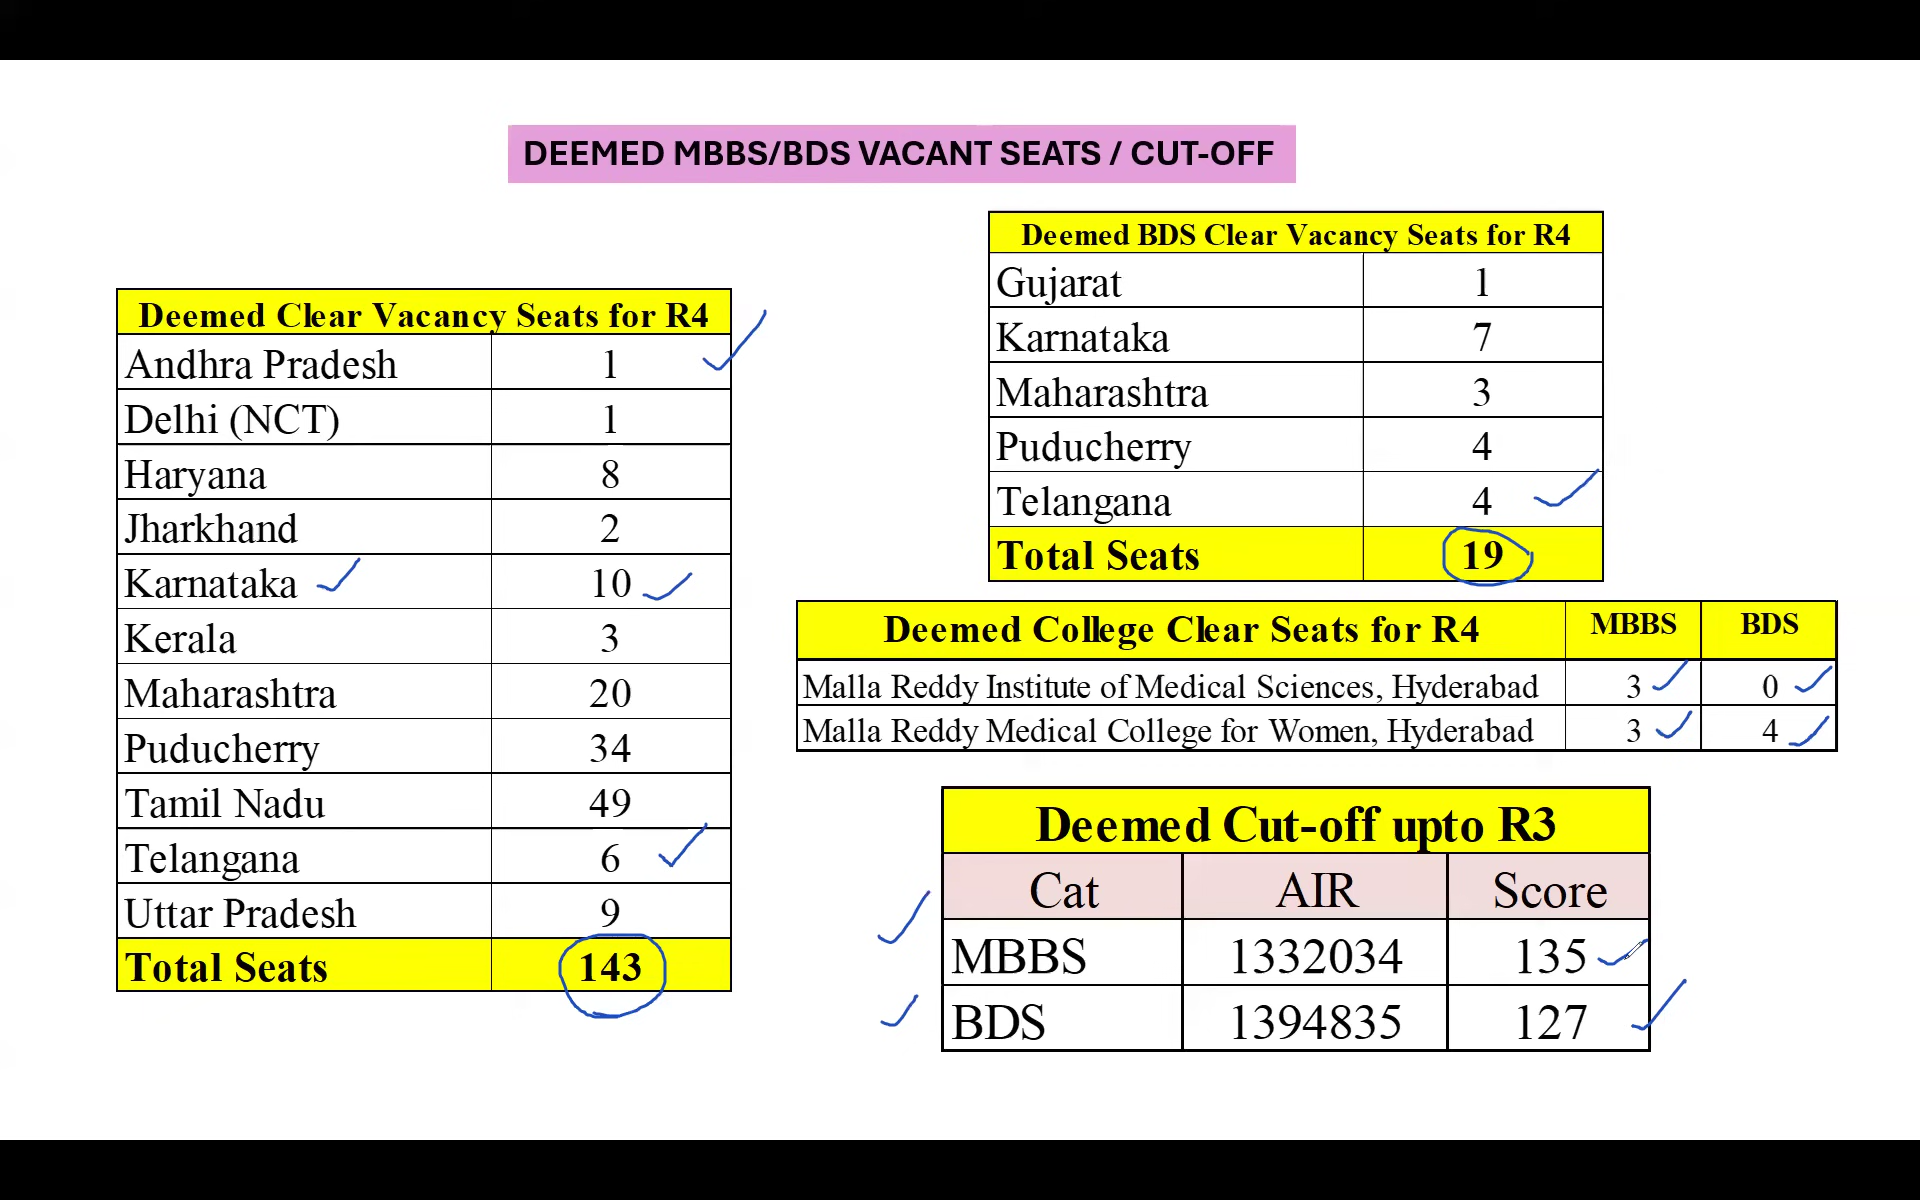 DEEMED MBBS/BDS VACANT SEATS / CUT-OFF
Deemed Clear Vacancy Seats for R4
Andhra Pradesh 1
Delhi (NCT) 1
Haryana 8
Jharkhand 2
Karnataka 10
Kerala 3
Maharashtra 20
Puducherry 34
Tamil Nadu 49
Telangana 6
Uttar Pradesh 9
Total Seats 143
Deemed BDS Clear Vacancy Seats for R4
Gujarat 1
Karnataka 7
Maharashtra 3
Puducherry 4
Telangana 4
Total Seats 19
Deemed College Clear Seats for R4 MBBS BDS
Malla Reddy Institute of Medical Sciences, Hyderabad 3 0
Malla Reddy Medical College for Women, Hyderabad 3 4
Deemed Cut-off upto R3
Cat AIR Score
MBBS 1332034 135
BDS 1394835 127